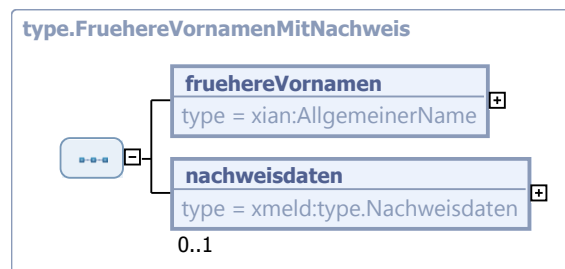 type.FruehereVornamenMitNachweis
fruehereVornamen
type = xian:AllgemeinerName
nachweisdaten
type = xmeld:type.Nachweisdaten
0..1